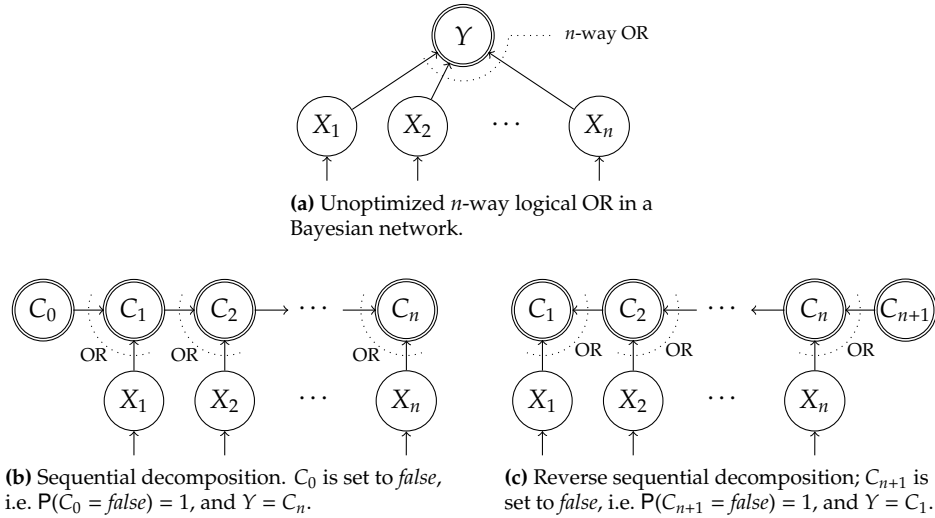 Y
n-way OR
X1 X2 ··· Xn
(a) Unoptimized n-way logical OR in a
Bayesian network.
C0 C1 C2 ··· Cn
OR OR OR
X1 X2 ··· Xn
(b) Sequential decomposition. C0 is set to false,
i.e. P(C0 = false) = 1, and Y = Cn.
C1 C2 ··· Cn Cn+1
OR OR OR
X1 X2 ··· Xn
(c) Reverse sequential decomposition; Cn+1 is
set to false, i.e. P(Cn+1 = false) = 1, and Y = C1.